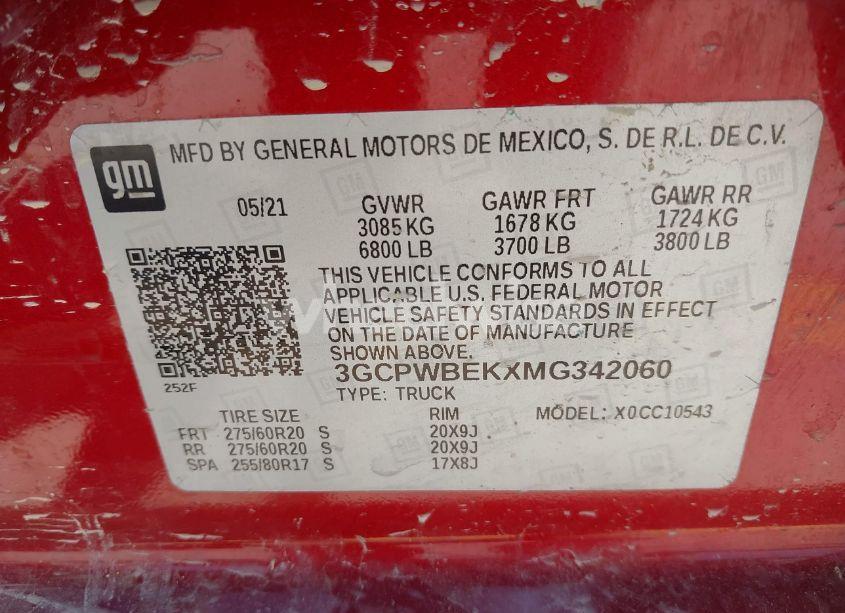 gm
MFD BY GENERAL MOTORS DE MEXICO, S. DE R.L. DE C.V.
05/21 GVWR GAWR FRT GAWR RR
3085 KG 1678 KG 1724 KG
6800 LB 3700 LB 3800 LB
THIS VEHICLE CONFORMS TO ALL
APPLICABLE U.S. FEDERAL MOTOR
VEHICLE SAFETY STANDARDS IN EFFECT
ON THE DATE OF MANUFACTURE
SHOWN ABOVE.
252F
3GCPWBEKXMG342060
TYPE: TRUCK
TIRE SIZE RIM MODEL: X0CC10543
FRT 275/60R20 S 20X9J
RR 275/60R20 S 20X9J
SPA 255/80R17 S 17X8J